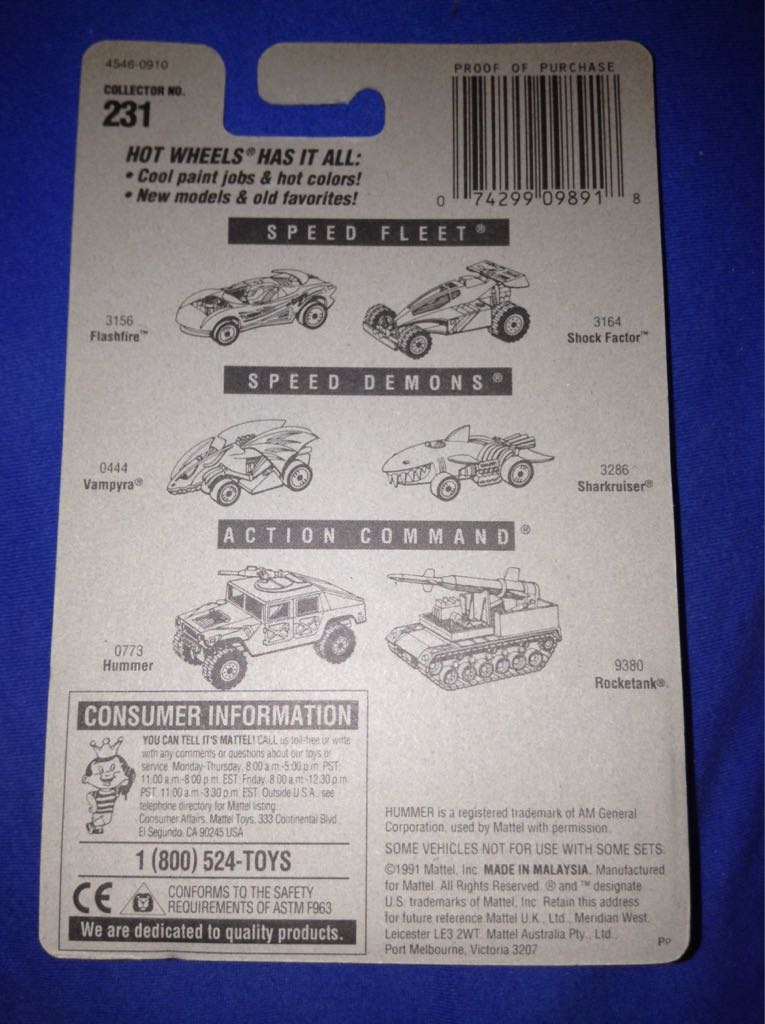 4546-0910
COLLECTOR NO.
231
PROOF OF PURCHASE
0 74299 09891 8
HOT WHEELS® HAS IT ALL:
• Cool paint jobs & hot colors!
• New models & old favorites!
SPEED FLEET®
3156
Flashfire™
3164
Shock Factor™
SPEED DEMONS®
0444
Vampyra®
3286
Sharkruiser®
ACTION COMMAND®
0773
Hummer
9380
Rocketank®.
CONSUMER INFORMATION
YOU CAN TELL IT'S MATTEL! CALL us toll-free or write
with any comments or questions about our toys or
service. Monday-Thursday, 8:00 a.m.-5:00 p.m. PST;
11:00 a.m.-8:00 p.m. EST; Friday, 8:00 a.m.-12:30 p.m.
PST, 11:00 a.m.-3:30 p.m. EST. Outside U.S.A., see
telephone directory for Mattel listing.
Consumer Affairs, Mattel Toys, 333 Continental Blvd.
El Segundo, CA 90245 USA
1 (800) 524-TOYS
CE
CONFORMS TO THE SAFETY
REQUIREMENTS OF ASTM F963
We are dedicated to quality products.
HUMMER is a registered trademark of AM General
Corporation, used by Mattel with permission.
SOME VEHICLES NOT FOR USE WITH SOME SETS.
©1991 Mattel, Inc. MADE IN MALAYSIA. Manufactured
for Mattel. All Rights Reserved. ® and ™ designate
U.S. trademarks of Mattel, Inc. Retain this address
for future reference Mattel U.K., Ltd., Meridian West,
Leicester LE3 2WT. Mattel Australia Pty., Ltd.,
Port Melbourne, Victoria 3207
PP